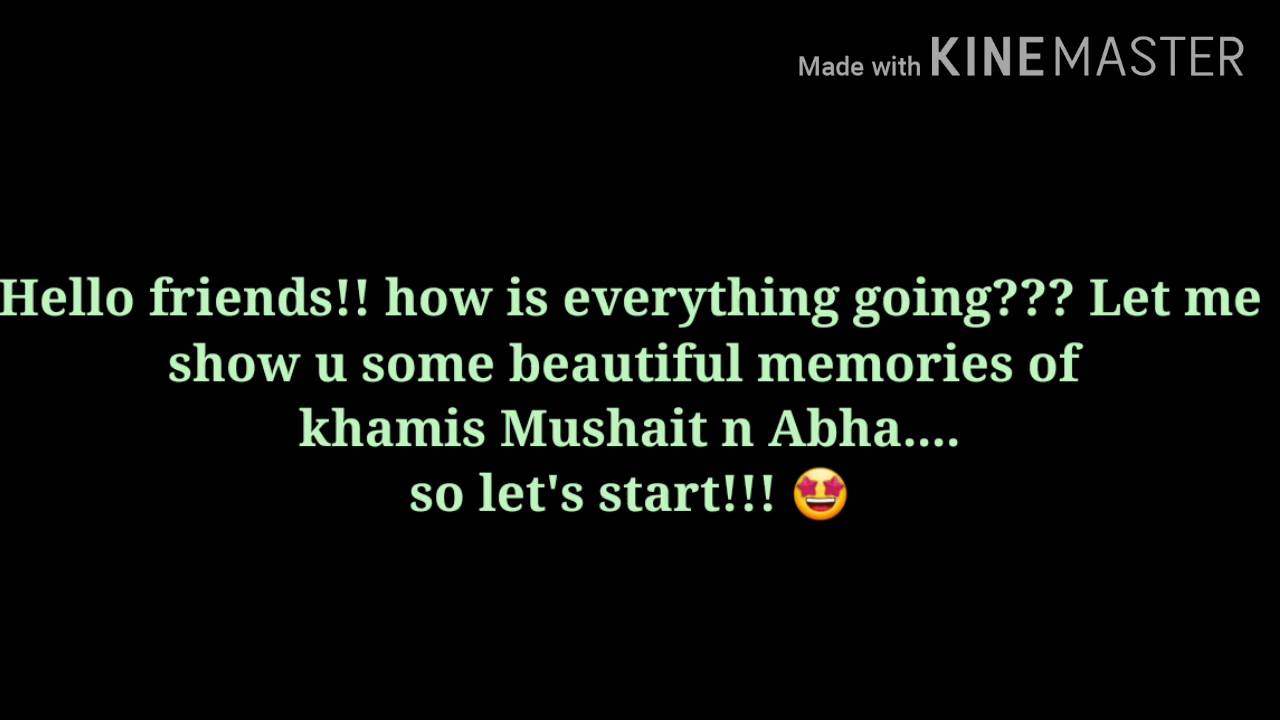 Made with KINEMASTER
Hello friends!! how is everything going??? Let me
show u some beautiful memories of
khamis Mushait n Abha....
so let's start!!! 🤩